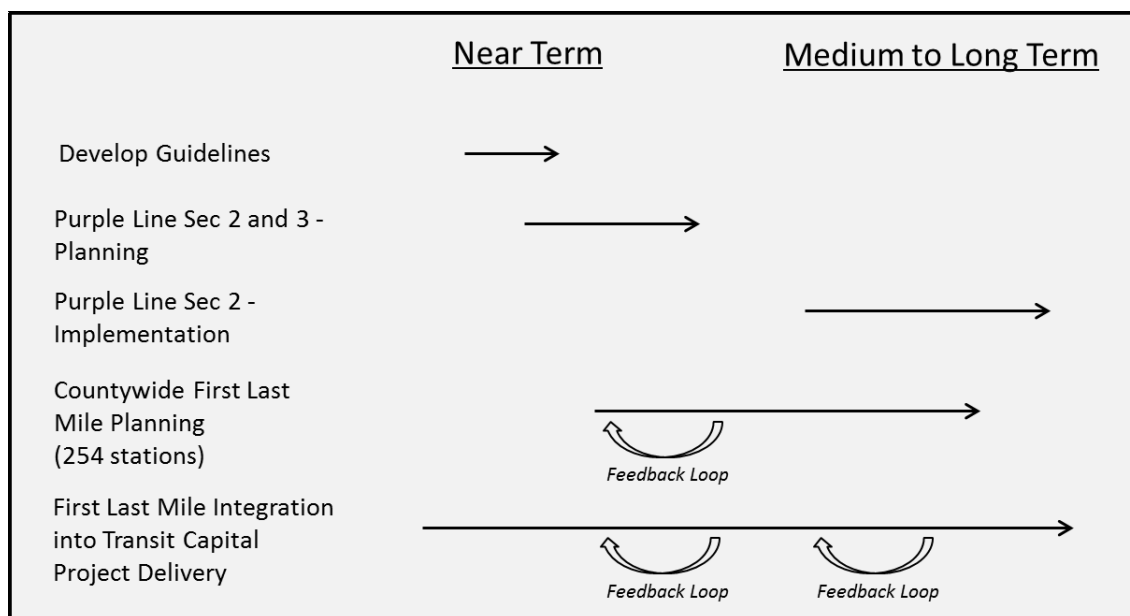 Near Term
Medium to Long Term
Develop Guidelines
Purple Line Sec 2 and 3 -
Planning
Purple Line Sec 2 -
Implementation
Countywide First Last
Mile Planning
(254 stations)
Feedback Loop
First Last Mile Integration
into Transit Capital
Project Delivery
Feedback Loop
Feedback Loop